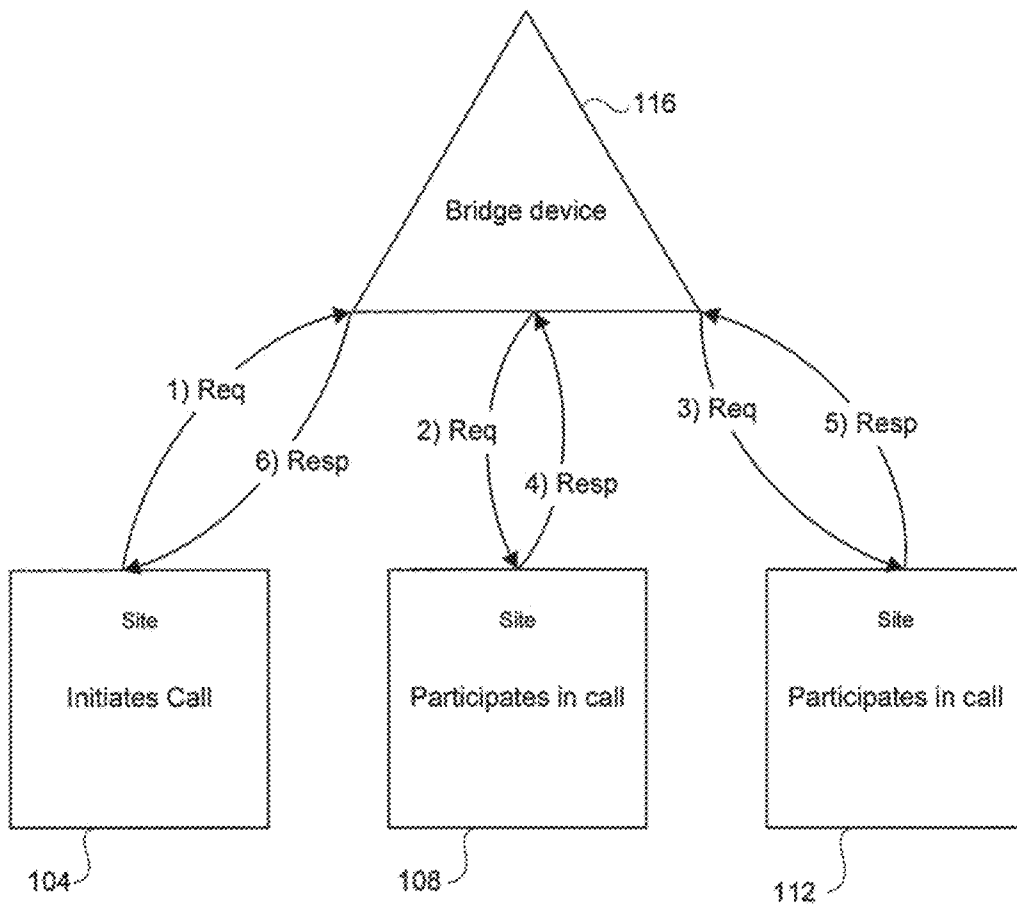 116
Bridge device
1) Req
6) Resp
2) Req
4) Resp
3) Req
5) Resp
Site
Initiates Call
Site
Participates in call
Site
Participates in call
104
108
112